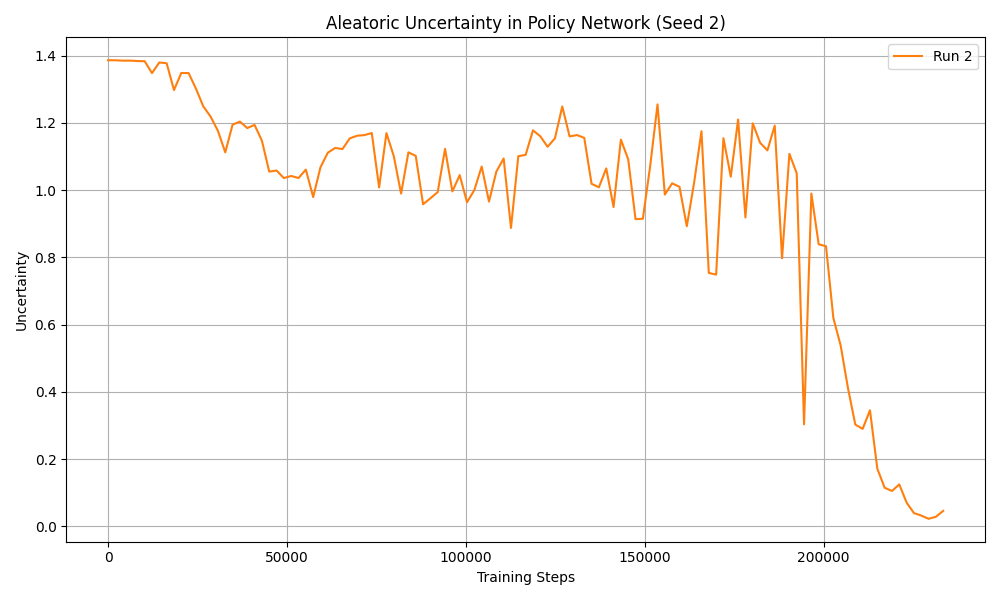 Aleatoric Uncertainty in Policy Network (Seed 2)
Run 2
Uncertainty
1.4
1.2
1.0
0.8
0.6
0.4
0.2
0.0
0 50000 100000 150000 200000
Training Steps